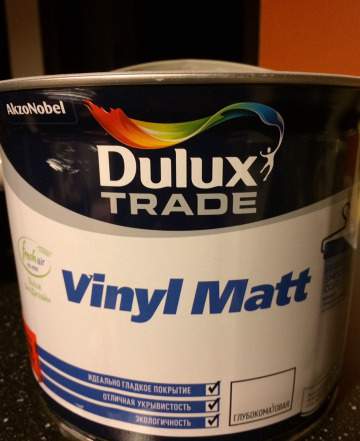 AkzoNobel
Dulux
TRADE
Vinyl Matt
ИДЕАЛЬНО ГЛАДКОЕ ПОКРЫТИЕ
ОТЛИЧНАЯ УКРЫВИСТОСТЬ
ЭКОЛОГИЧНОСТЬ
ГЛУБОКОМАТОВАЯ